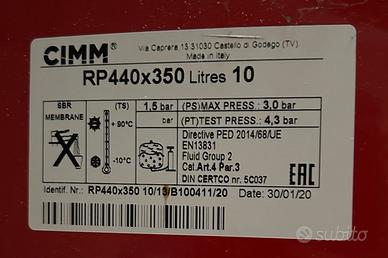 CIMM®
Via Caprera, 13 31030 Castello di Godego (TV)
Made in Italy
RP440x350 Litres 10
SBR
MEMBRANE
(TS)
+ 90°C
-10°C
1,5 bar
bar
(PS)MAX PRESS.: 3,0 bar
(PT)TEST PRESS.: 4,3 bar
Directive PED 2014/68/UE
EN13831
Fluid Group 2
Cat.Art.4 Par.3
DIN CERTCO nr. 5C037
EAC
Identif. Nr.: RP440x350 10/13/B100411/20
Date: 30/01/20
subito